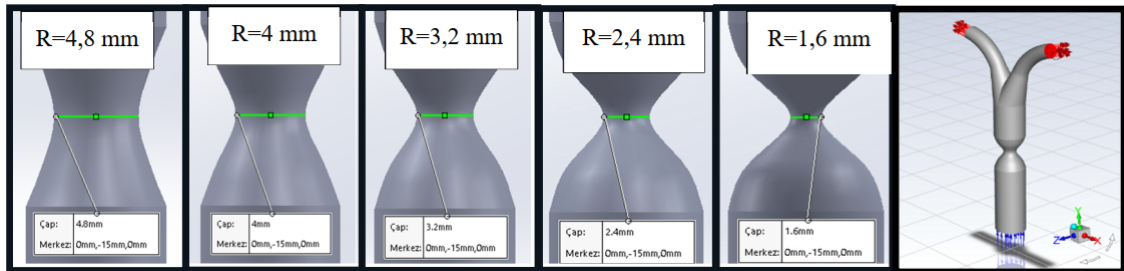 R=4,8 mm
Çap: 4.8mm
Merkez: 0mm,-15mm,0mm
R=4 mm
Çap: 4mm
Merkez: 0mm,-15mm,0mm
R=3,2 mm
Çap: 3.2mm
Merkez: 0mm,-15mm,0mm
R=2,4 mm
Çap: 2.4mm
Merkez: 0mm,-15mm,0mm
R=1,6 mm
Çap: 1.6mm
Merkez: 0mm,-15mm,0mm
Y
Z
X